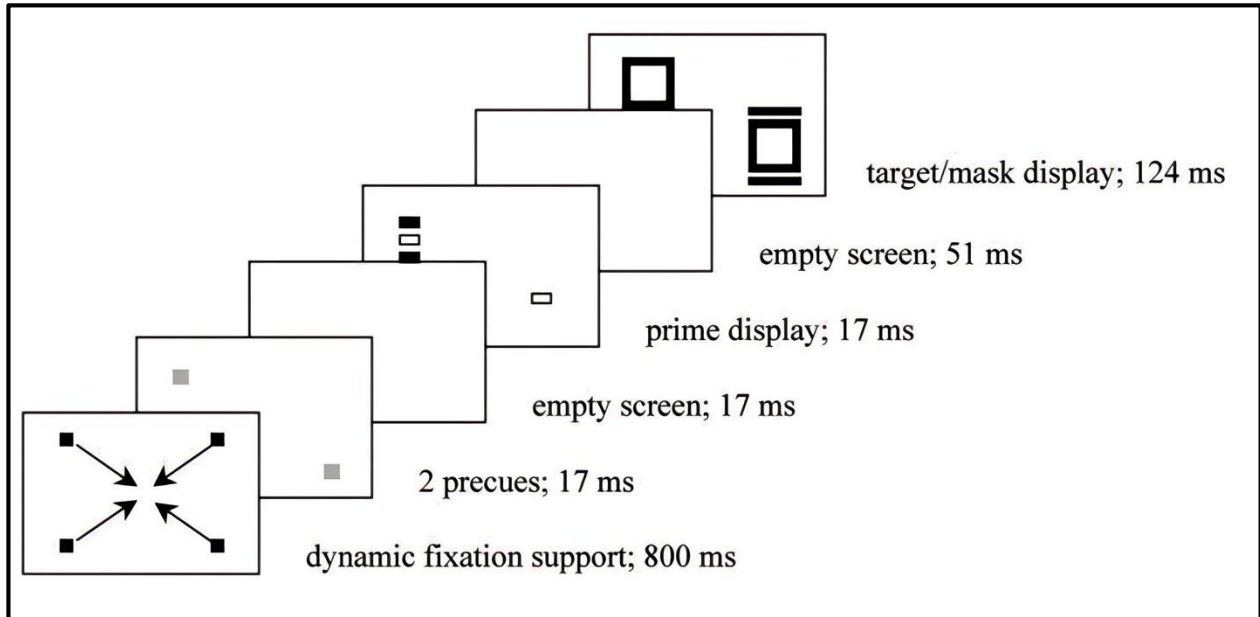 target/mask display; 124 ms
empty screen; 51 ms
prime display; 17 ms
empty screen; 17 ms
2 precues; 17 ms
dynamic fixation support; 800 ms